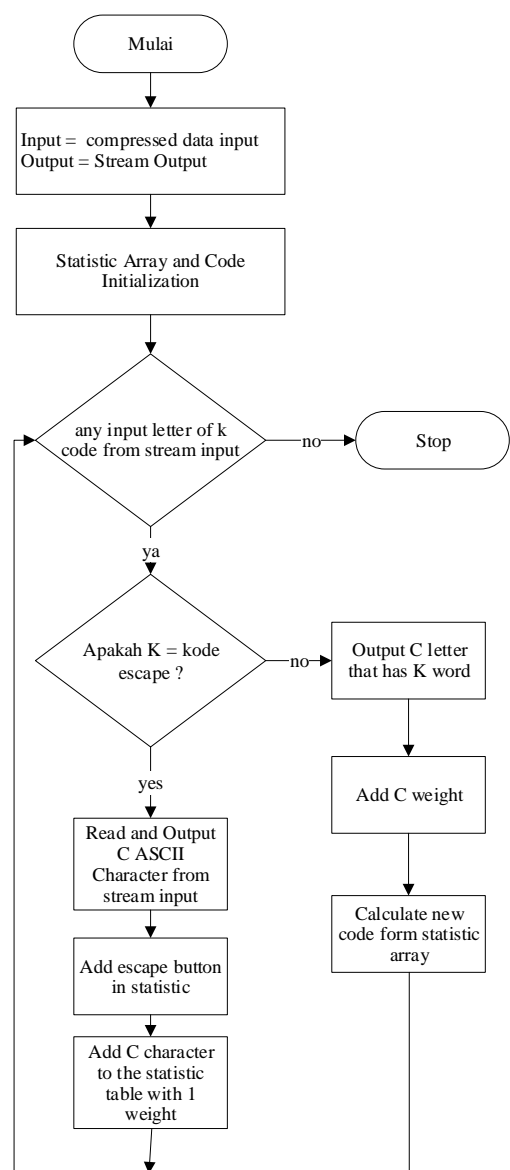 Mulai
Input =  compressed data input
Output = Stream Output
Statistic Array and Code
Initialization
any input letter of k
code from stream input
no
Stop
ya
Apakah K = kode
escape ?
no
Output C letter
that has K word
yes
Add C weight
Read and Output
C ASCII
Character from
stream input
Calculate new
code form statistic
array
Add escape button
in statistic
Add C character
to the statistic
table with 1
weight